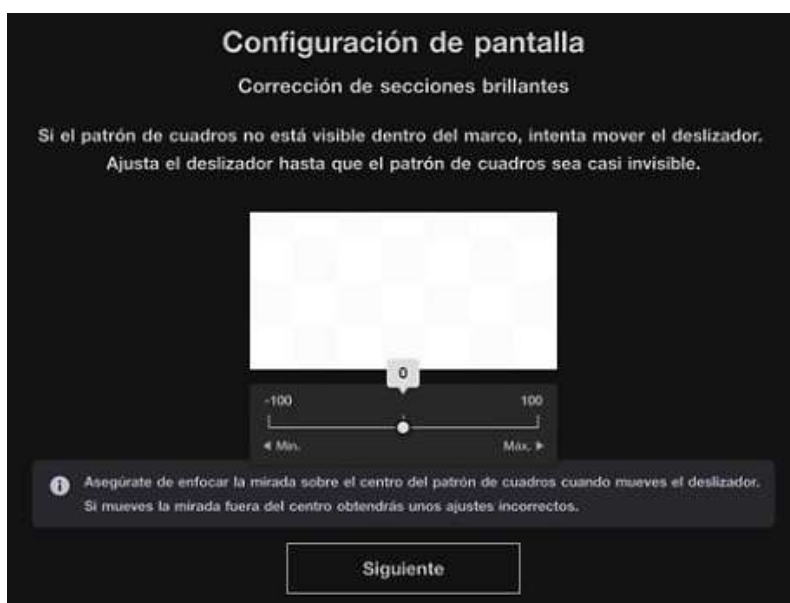 Configuración de pantalla
Corrección de secciones brillantes
Si el patrón de cuadros no está visible dentro del marco, intenta mover el deslizador.
Ajusta el deslizador hasta que el patrón de cuadros sea casi invisible.
0
-100 100
◀ Mín. Máx. ▶
Asegúrate de enfocar la mirada sobre el centro del patrón de cuadros cuando mueves el deslizador.
Si mueves la mirada fuera del centro obtendrás unos ajustes incorrectos.
Siguiente